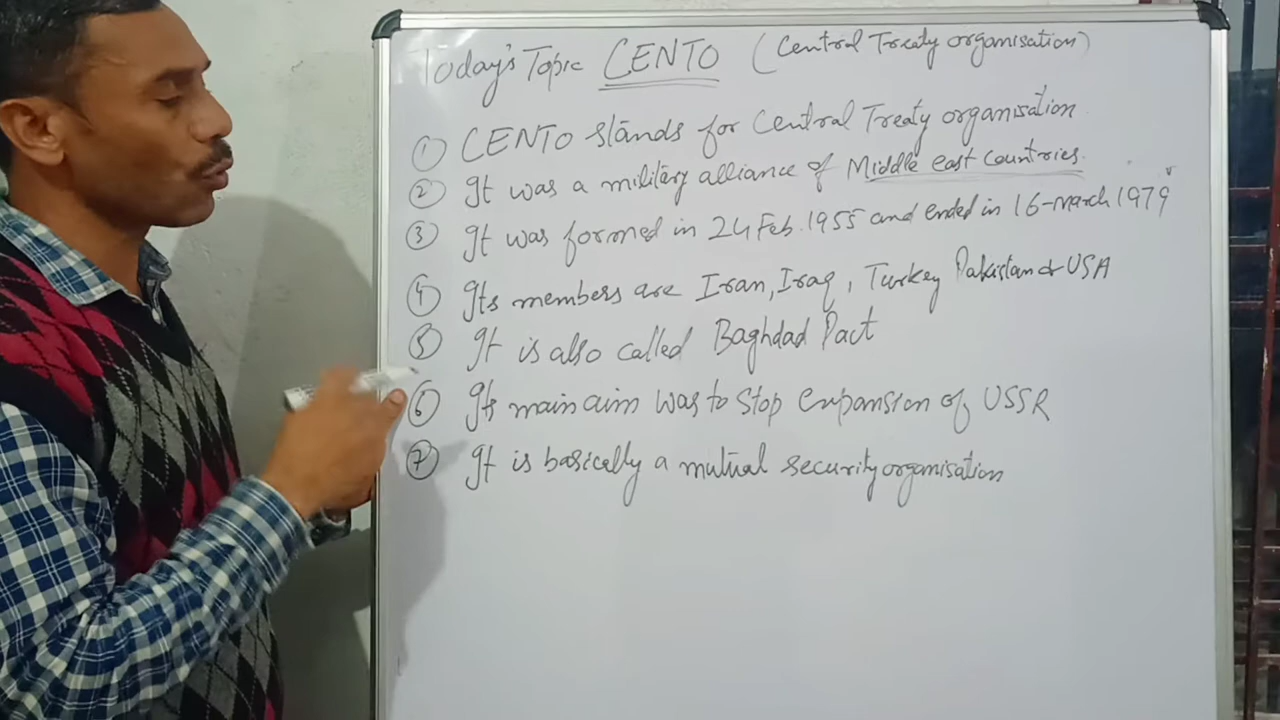 Today's Topic CENTO (Central Treaty organisation)
① CENTO stands for Central Treaty organisation
② It was a military alliance of Middle east countries.
③ It was formed in 24 Feb. 1955 and ended in 16-march 1979
④ Its members are Iran, Iraq, Turkey Pakistan & USA
⑤ It is also called Baghdad Pact
⑥ Its main aim was to stop expansion of USSR
⑦ It is basically a mutual security organisation